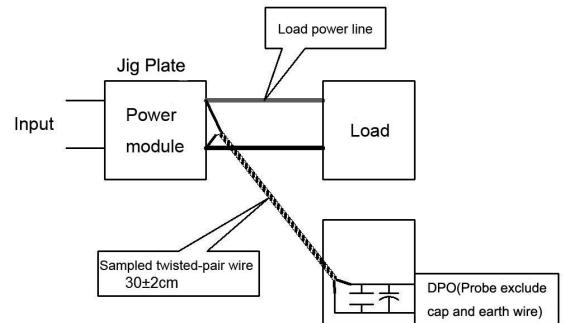 Load power line
Jig Plate
Input
Power
module
Load
Sampled twisted-pair wire
30±2cm
DPO(Probe exclude
cap and earth wire)